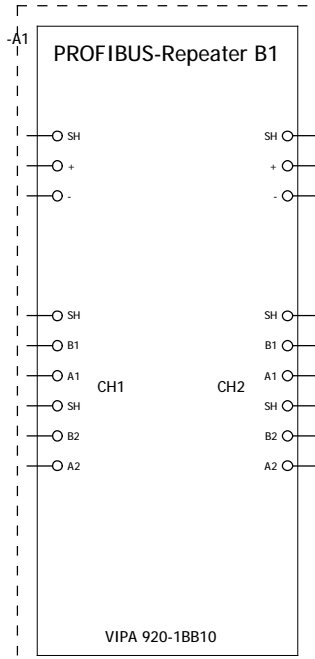 -A1
PROFIBUS-Repeater B1
SH SH
+ +
- -
SH SH
B1 B1
A1 A1
CH1 CH2
SH SH
B2 B2
A2 A2
VIPA 920-1BB10